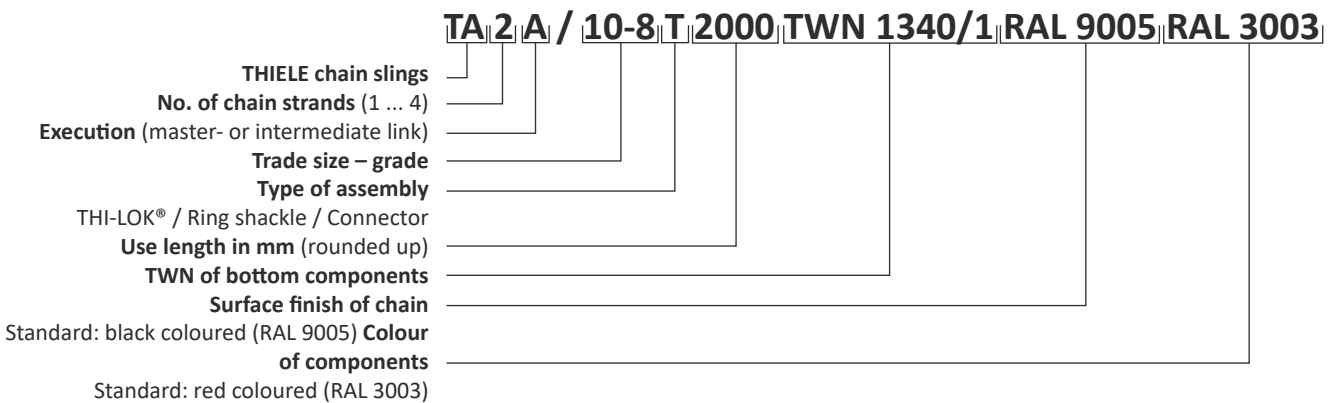 TA 2 A / 10-8 T 2000 TWN 1340/1 RAL 9005 RAL 3003
THIELE chain slings
No. of chain strands (1 ... 4)
Execution (master- or intermediate link)
Trade size – grade
Type of assembly
THI-LOK® / Ring shackle / Connector
Use length in mm (rounded up)
TWN of bottom components
Surface finish of chain
Standard: black coloured (RAL 9005) Colour
of components
Standard: red coloured (RAL 3003)